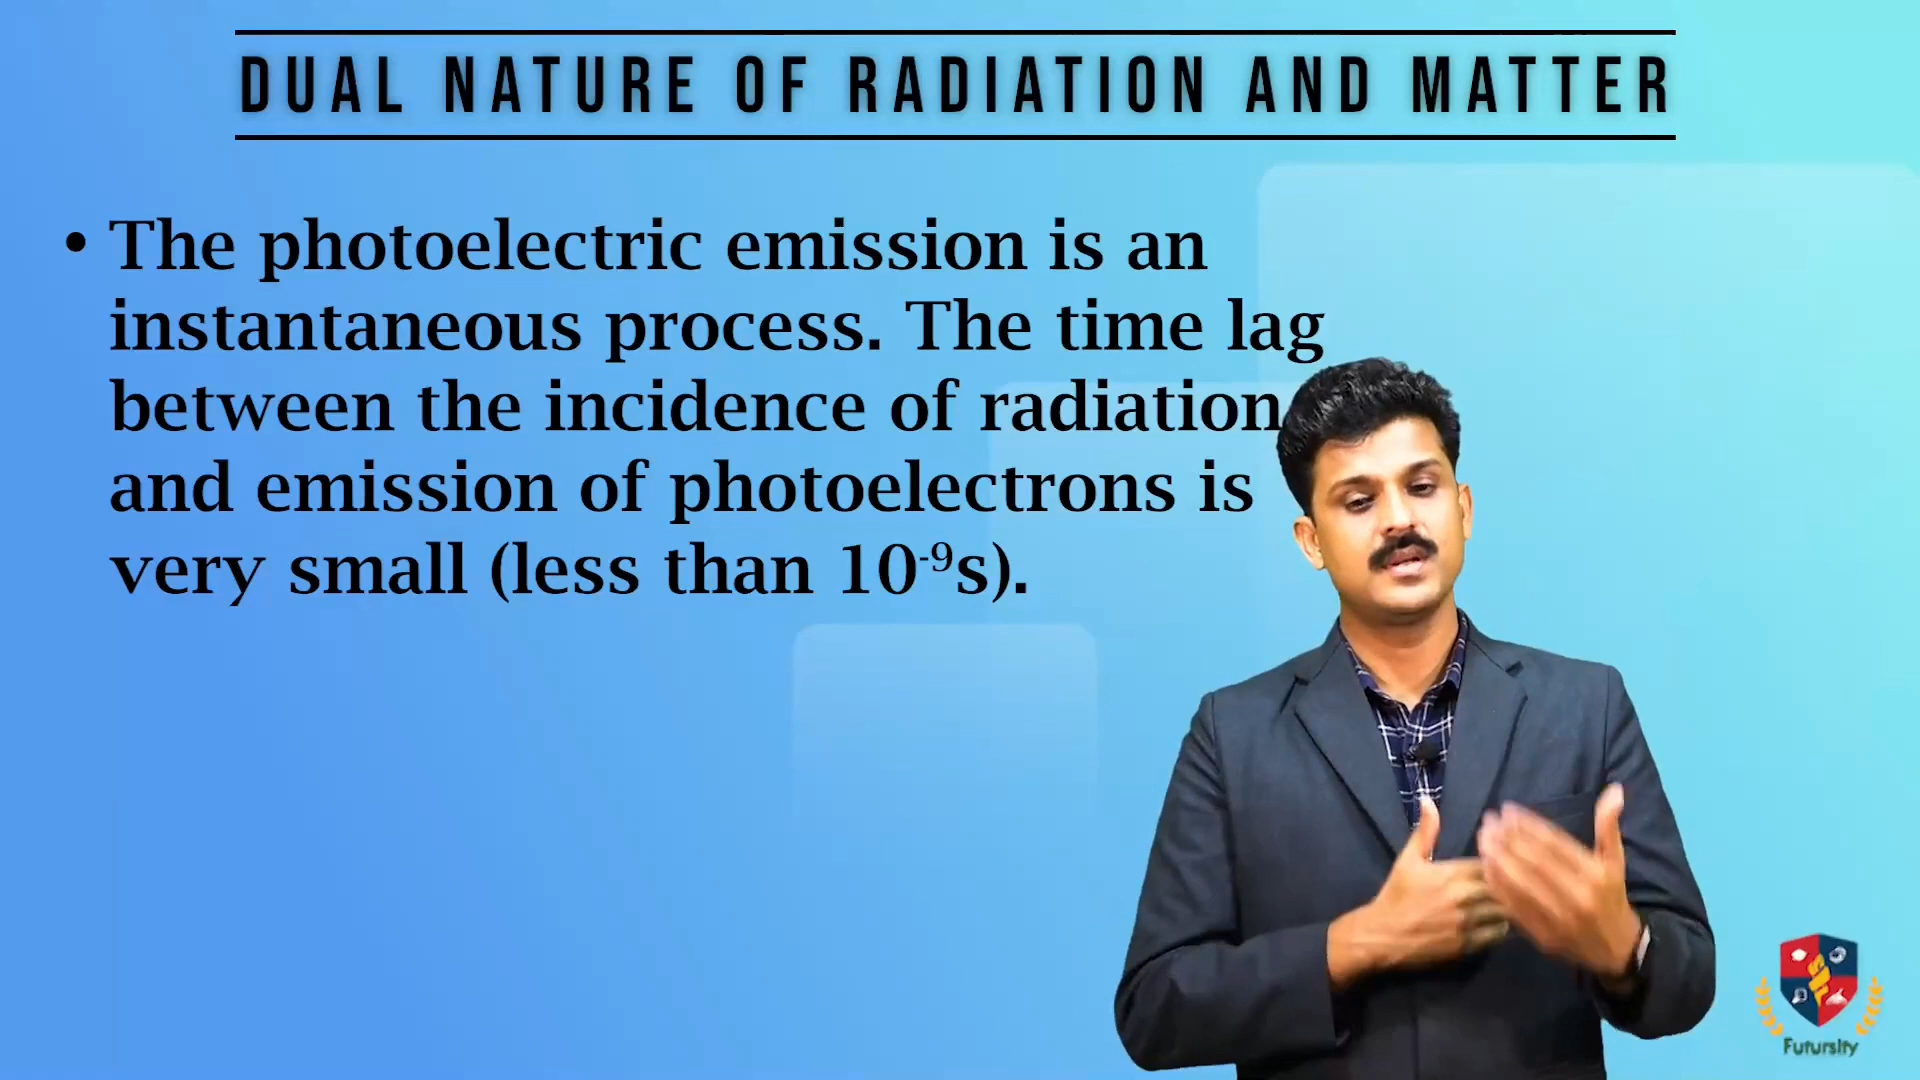 DUAL NATURE OF RADIATION AND MATTER
• The photoelectric emission is an
instantaneous process. The time lag
between the incidence of radiation
and emission of photoelectrons is
very small (less than 10⁻⁹s).
Futursity